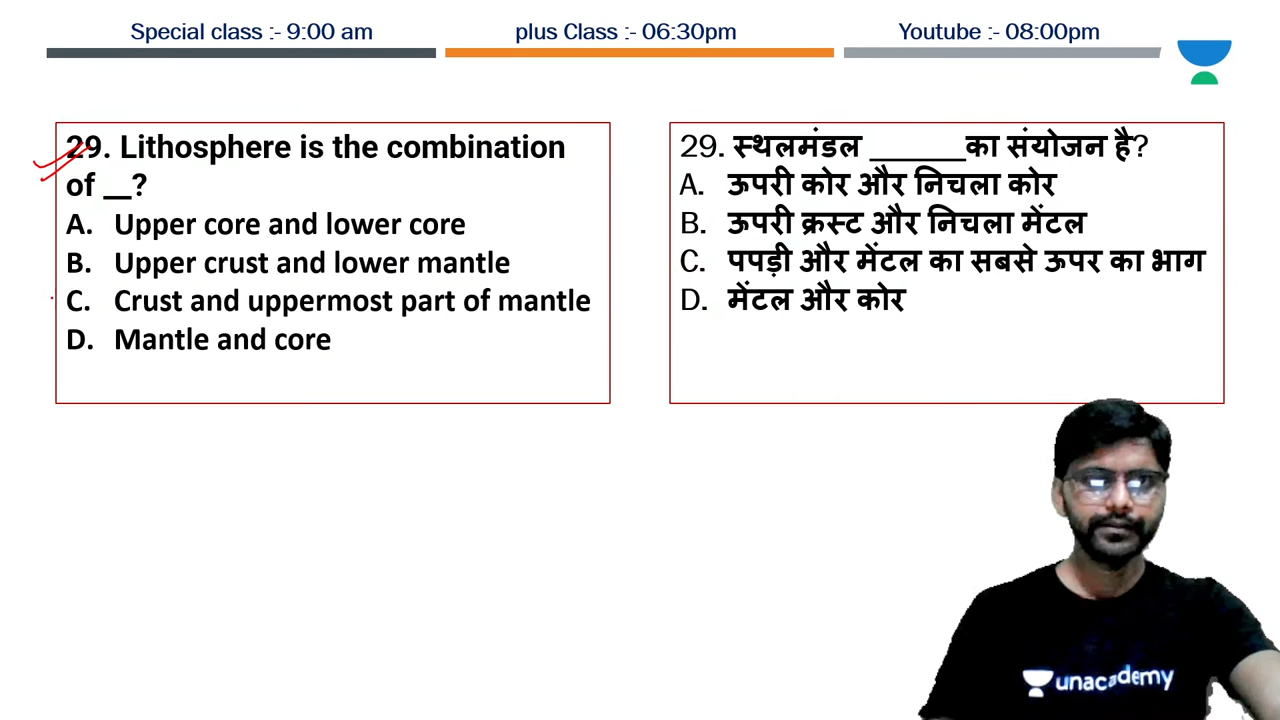 Special class :- 9:00 am
plus Class :- 06:30pm
Youtube :- 08:00pm
29. Lithosphere is the combination
of __?
A. Upper core and lower core
B. Upper crust and lower mantle
C. Crust and uppermost part of mantle
D. Mantle and core
29. स्थलमंडल ______का संयोजन है?
A. ऊपरी कोर और निचला कोर
B. ऊपरी क्रस्ट और निचला मेंटल
C. पपड़ी और मेंटल का सबसे ऊपर का भाग
D. मेंटल और कोर
unacademy